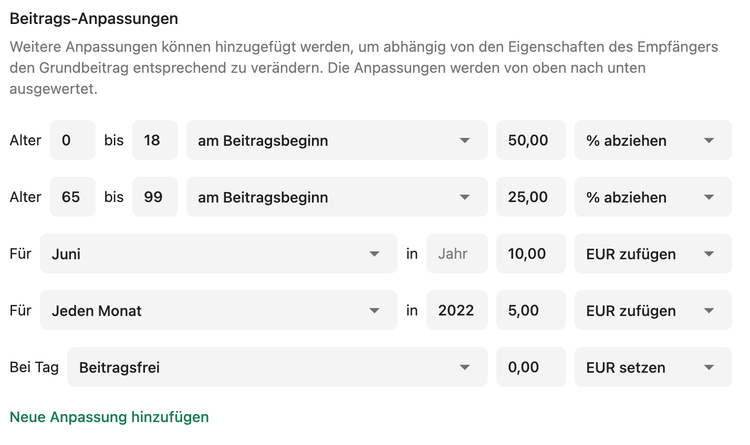 Beitrags-Anpassungen
Weitere Anpassungen können hinzugefügt werden, um abhängig von den Eigenschaften des Empfängers
den Grundbeitrag entsprechend zu verändern. Die Anpassungen werden von oben nach unten
ausgewertet.
Alter 0 bis 18 am Beitragsbeginn 50,00 % abziehen
Alter 65 bis 99 am Beitragsbeginn 25,00 % abziehen
Für Juni in Jahr 10,00 EUR zufügen
Für Jeden Monat in 2022 5,00 EUR zufügen
Bei Tag Beitragsfrei 0,00 EUR setzen
Neue Anpassung hinzufügen